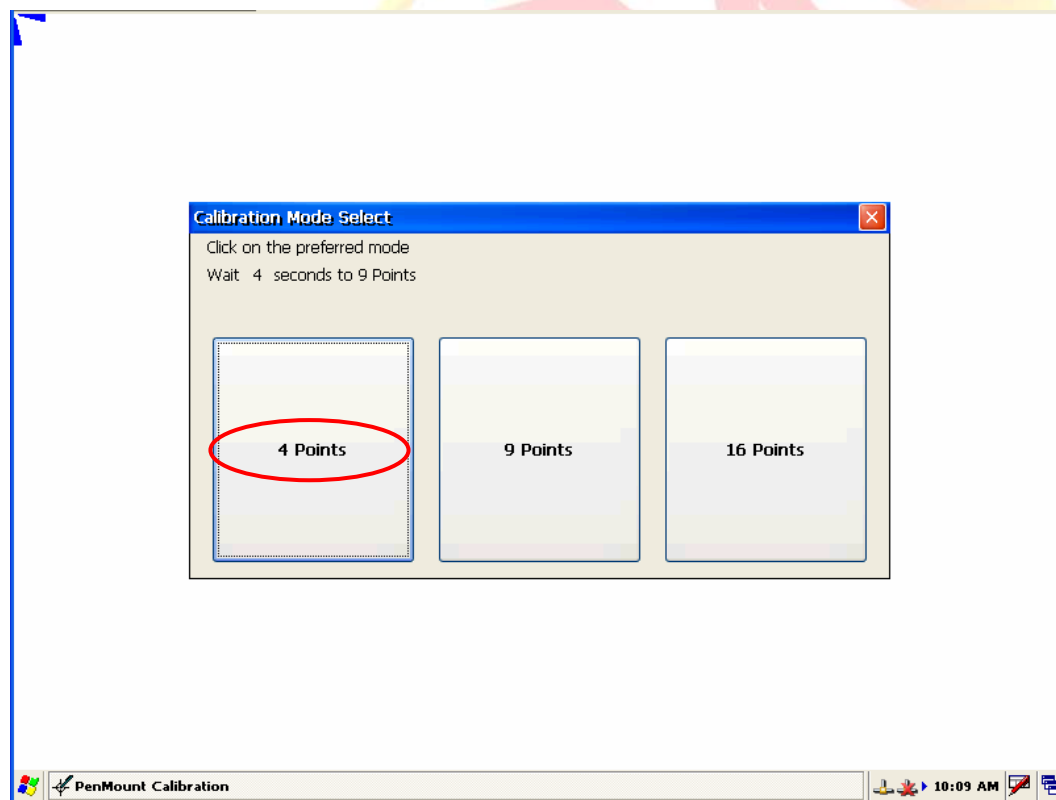 Calibration Mode Select
Click on the preferred mode
Wait 4 seconds to 9 Points
4 Points
9 Points
16 Points
PenMount Calibration
10:09 AM